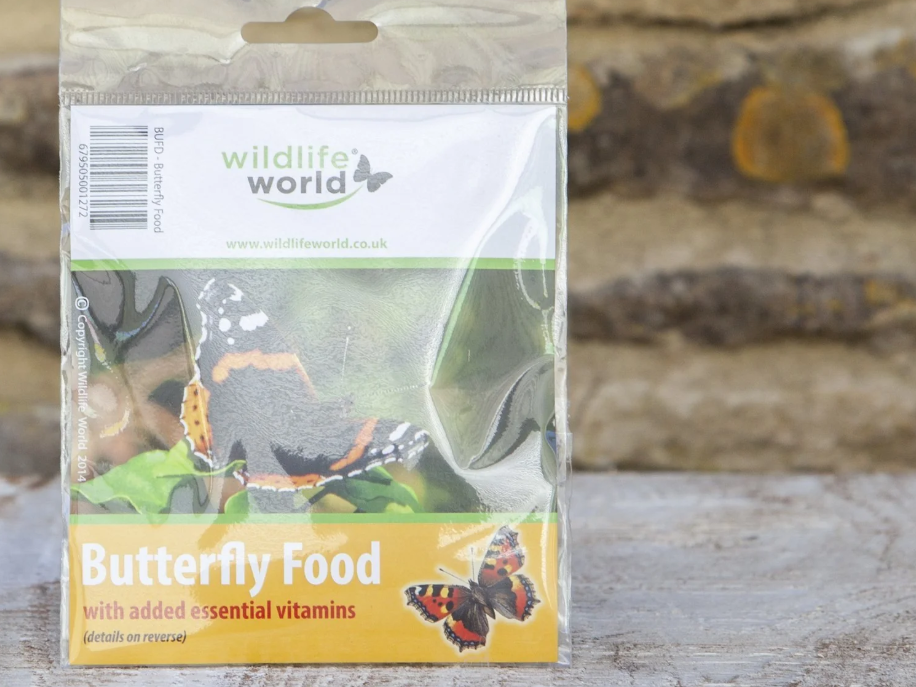 BUFD - Butterfly Food
679505001272
wildlife®
world
www.wildlifeworld.co.uk
© Copyright Wildlife World 2014
Butterfly Food
with added essential vitamins
(details on reverse)